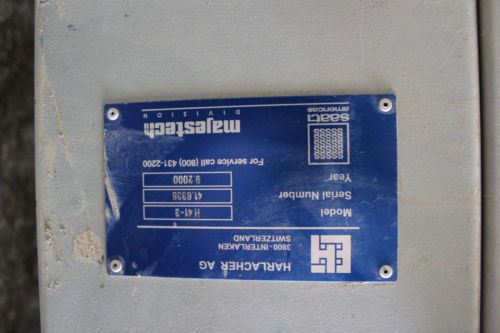 HARLACHER AG
3800-INTERLAKEN
SWITZERLAND
Model H 41-3
Serial Number 41.6335
Year 9.2000
saati
americas
majestech
DIVISION
For service call (800) 431-2200